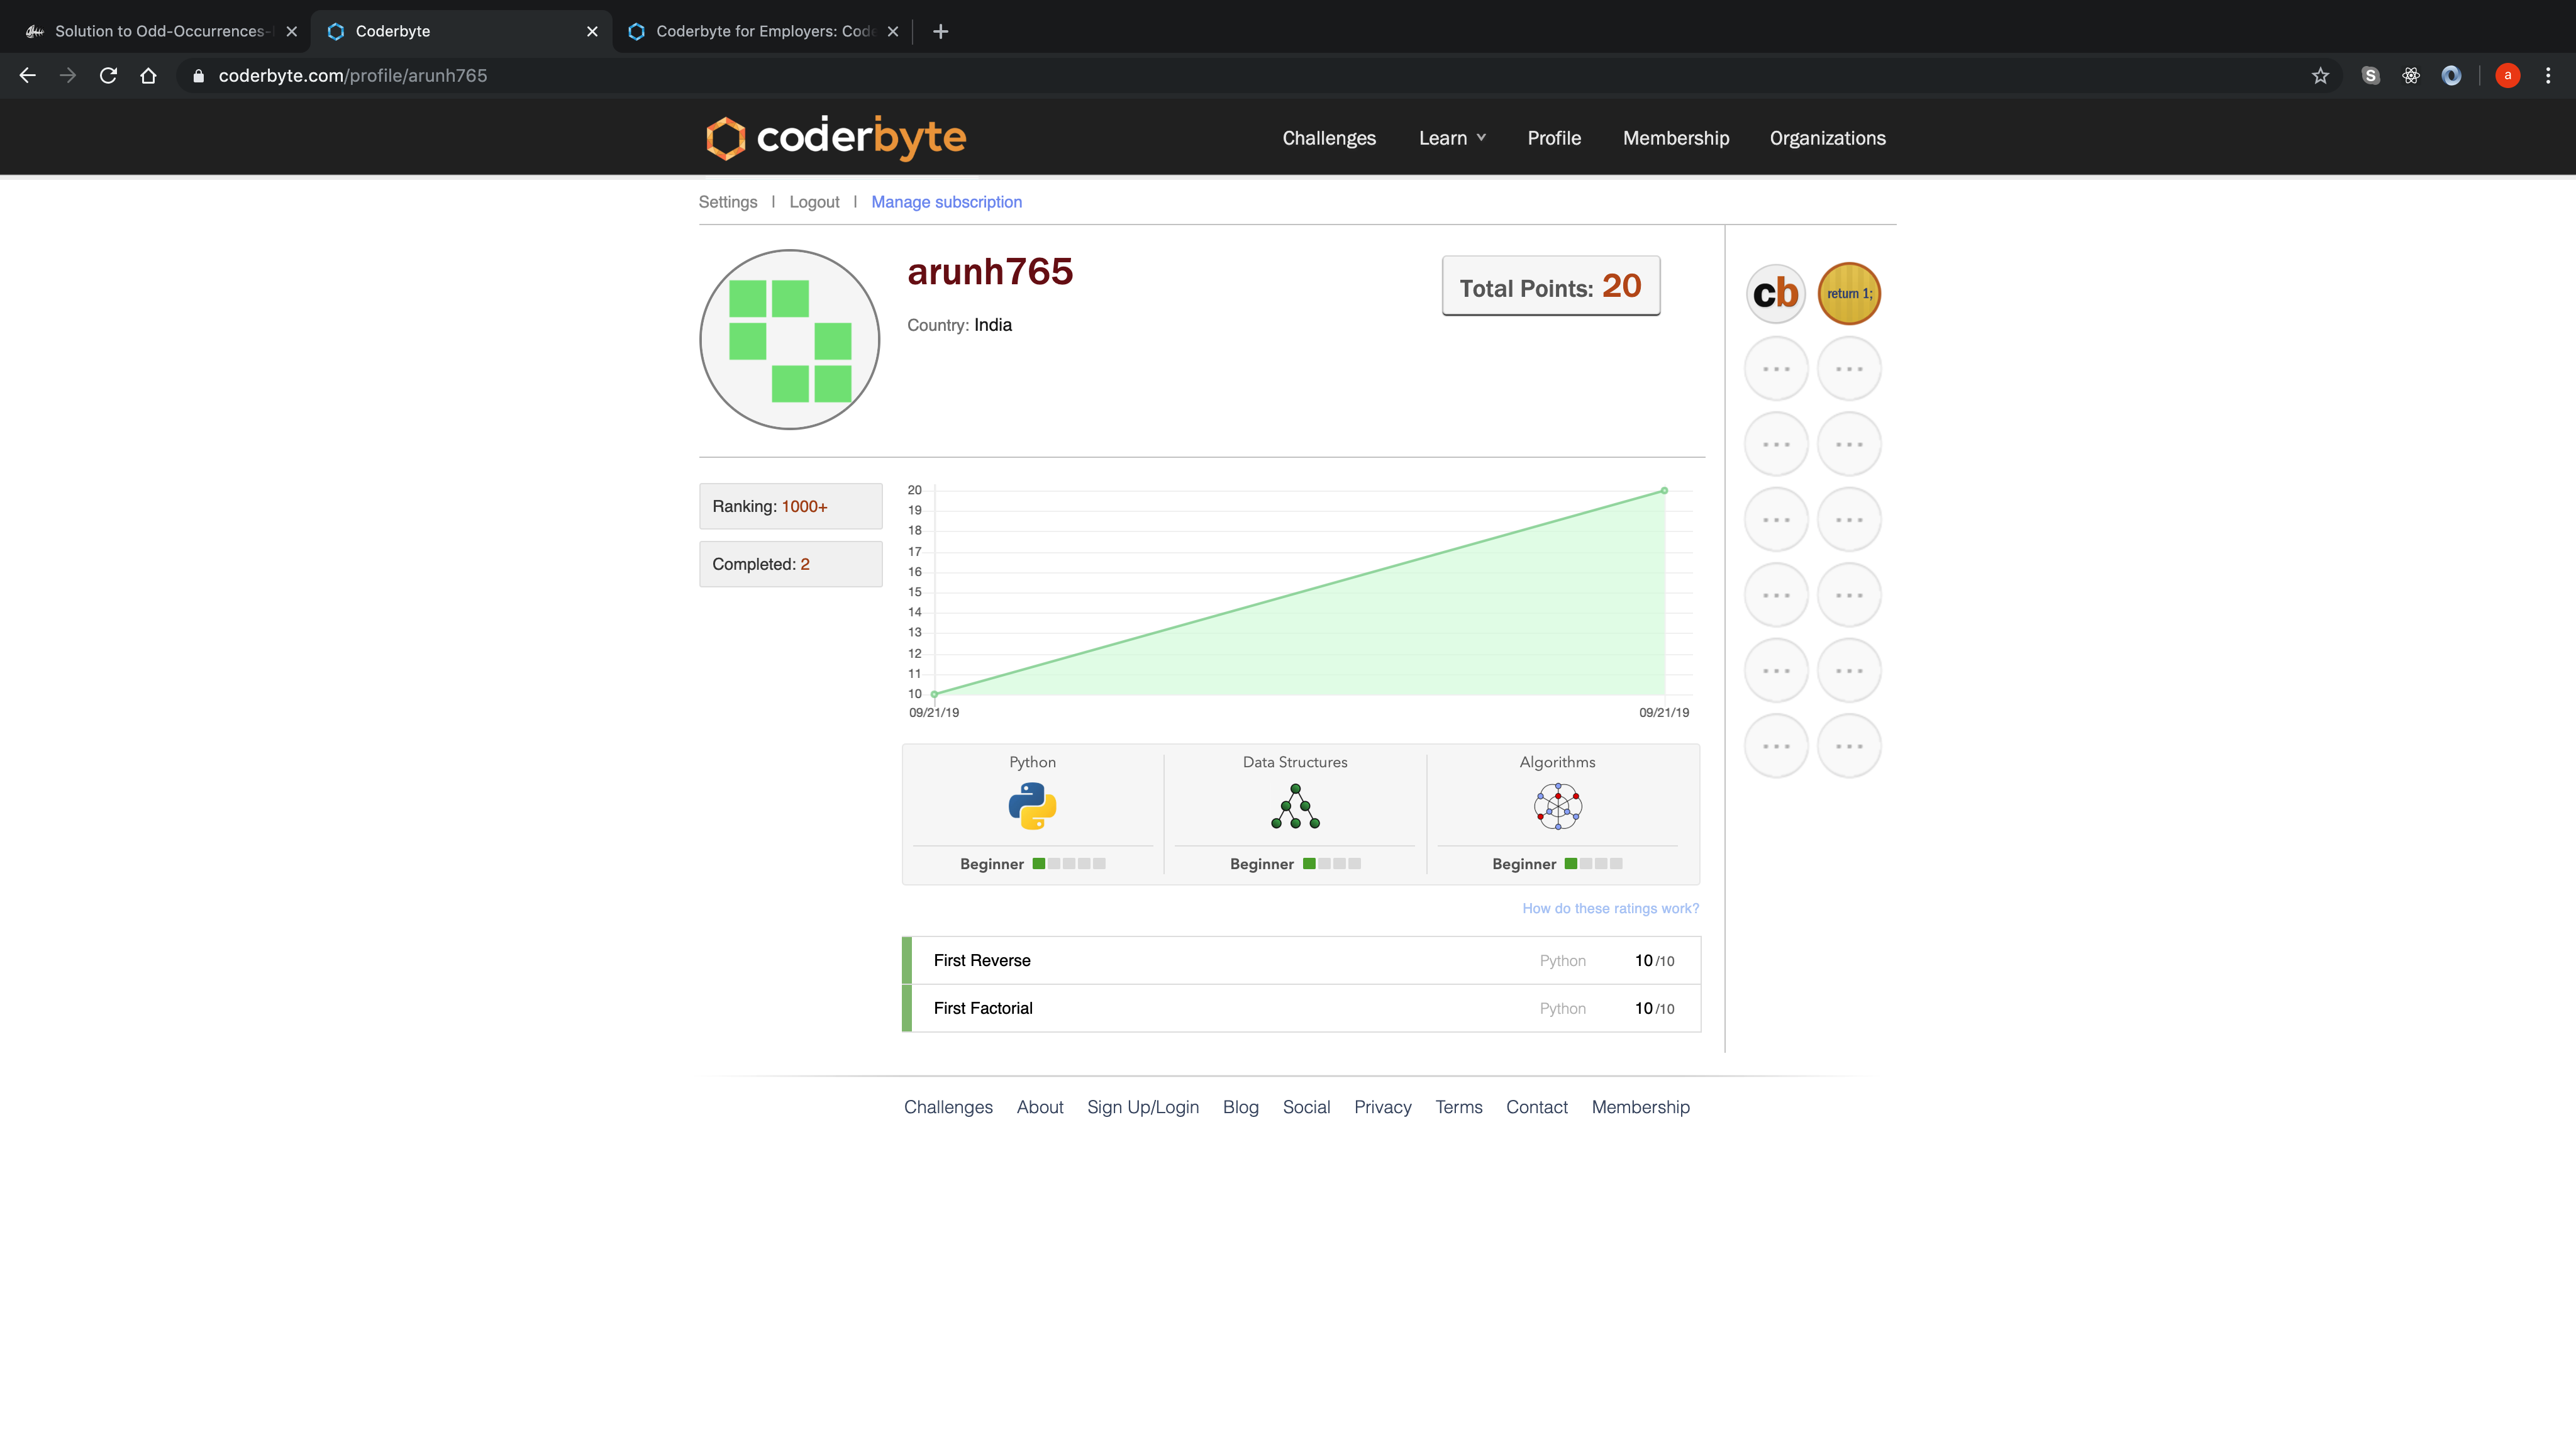 Solution to Odd-Occurrences-
Coderbyte
Coderbyte for Employers: Code
coderbyte.com/profile/arunh765
S
a
coderbyte
Challenges Learn Profile Membership Organizations
Settings | Logout | Manage subscription
arunh765
Country: India
Total Points: 20
cb
return 1;
Ranking: 1000+
Completed: 2
20
19
18
17
16
15
14
13
12
11
10
09/21/19 09/21/19
Python Data Structures Algorithms
Beginner Beginner Beginner
How do these ratings work?
First Reverse Python 10/10
First Factorial Python 10/10
Challenges About Sign Up/Login Blog Social Privacy Terms Contact Membership